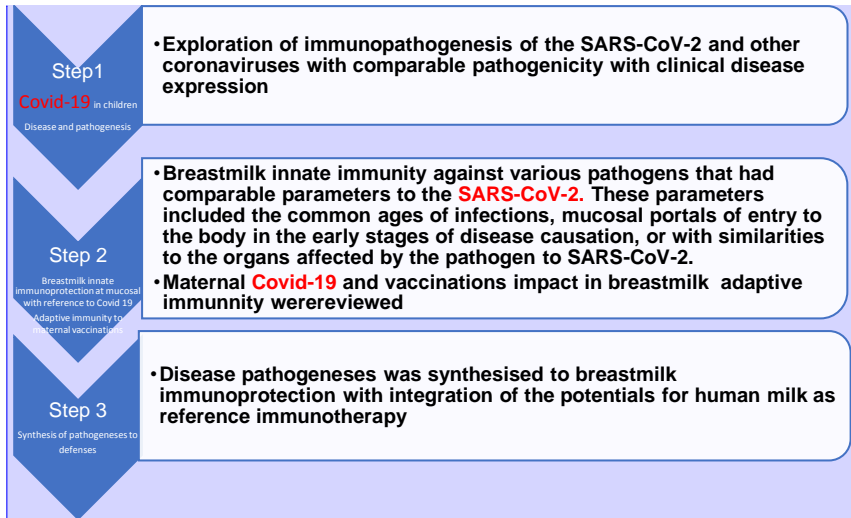 Step1
Covid-19 in children
Disease and pathogenesis
•Exploration of immunopathogenesis of the SARS-CoV-2 and other
coronaviruses with comparable pathogenicity with clinical disease
expression
Step 2
Breastmilk innate
immunoprotection at mucosal
with reference to Covid 19
Adaptive immunity to
maternal vaccinations
•Breastmilk innate immunity against various pathogens that had
comparable parameters to the SARS-CoV-2. These parameters
included the common ages of infections, mucosal portals of entry to
the body in the early stages of disease causation, or with similarities
to the organs affected by the pathogen to SARS-CoV-2.
•Maternal Covid-19 and vaccinations impact in breastmilk adaptive
immunnity werereviewed
Step 3
Synthesis of pathogeneses to
defenses
•Disease pathogeneses was synthesised to breastmilk
immunoprotection with integration of the potentials for human milk as
reference immunotherapy